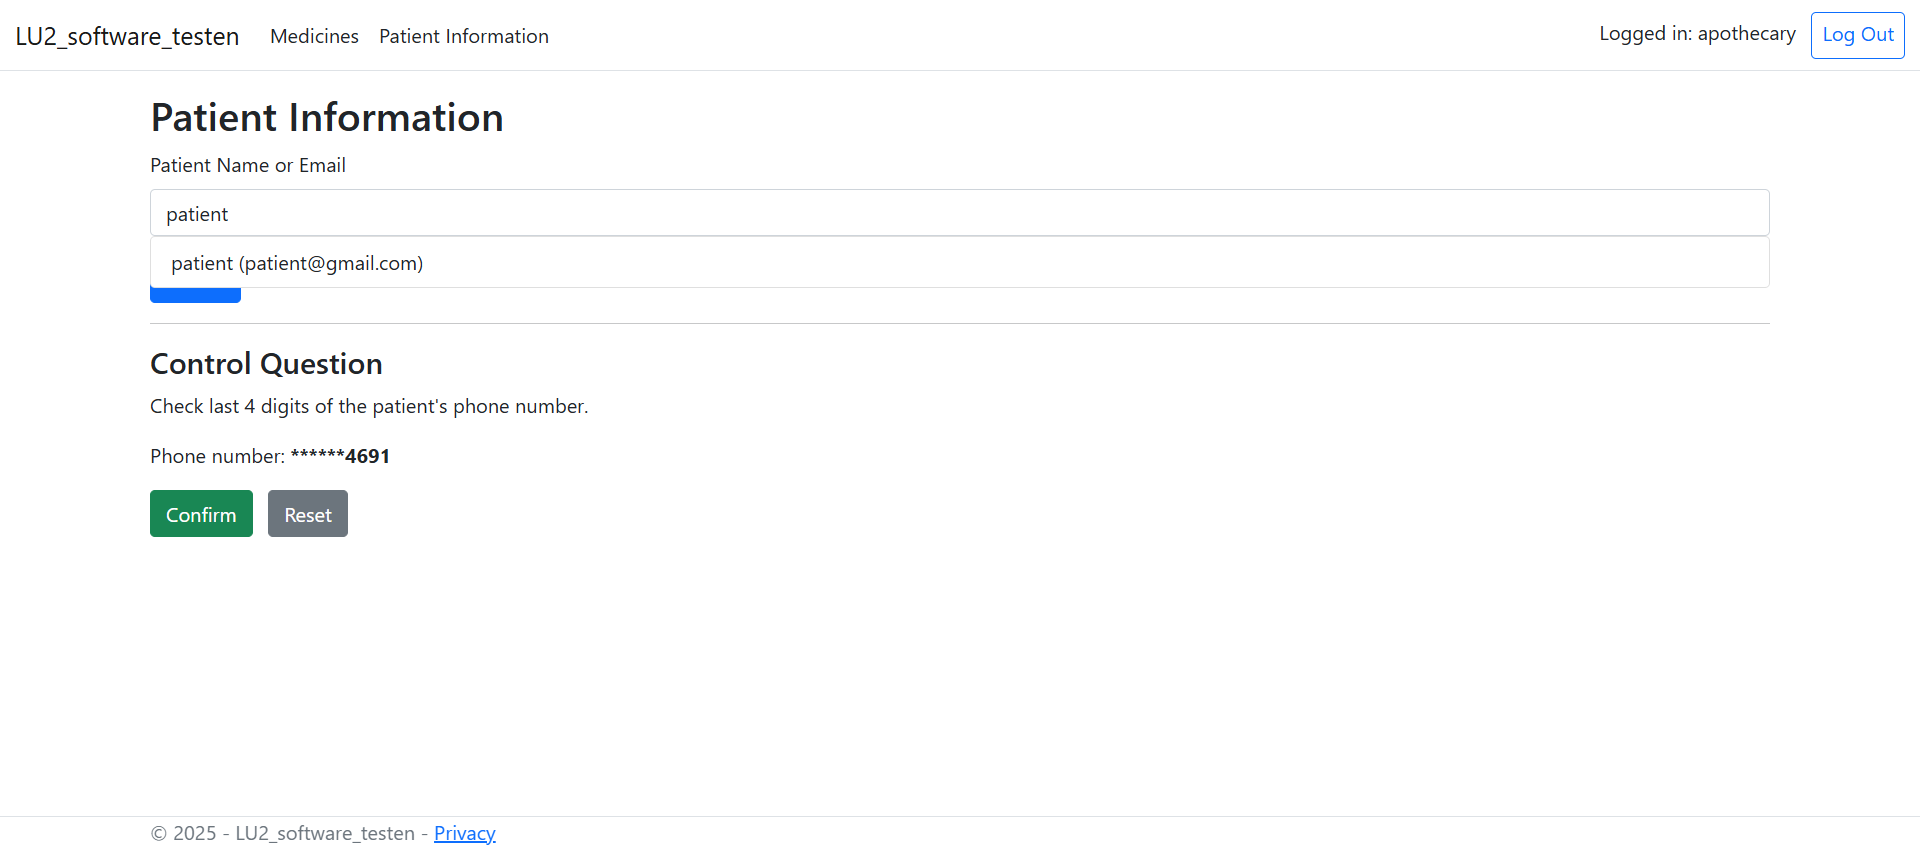 LU2_software_testen Medicines Patient Information Logged in: apothecary Log Out
Patient Information
Patient Name or Email
patient
patient (patient@gmail.com)
Control Question
Check last 4 digits of the patient's phone number.
Phone number: ******4691
Confirm Reset
© 2025 - LU2_software_testen - Privacy